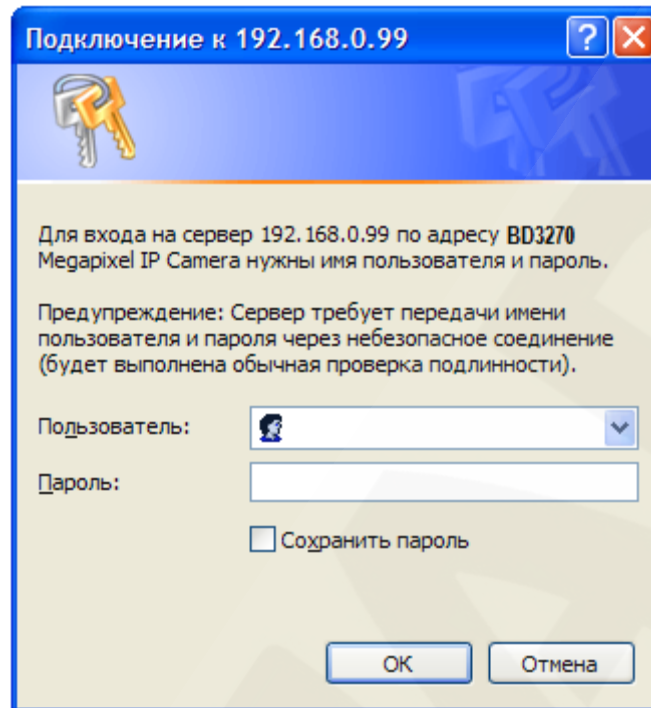 Подключение к 192.168.0.99
Для входа на сервер 192.168.0.99 по адресу BD3270
Megapixel IP Camera нужны имя пользователя и пароль.
Предупреждение: Сервер требует передачи имени
пользователя и пароля через небезопасное соединение
(будет выполнена обычная проверка подлинности).
Пользователь:
Пароль:
Сохранить пароль
ОК
Отмена